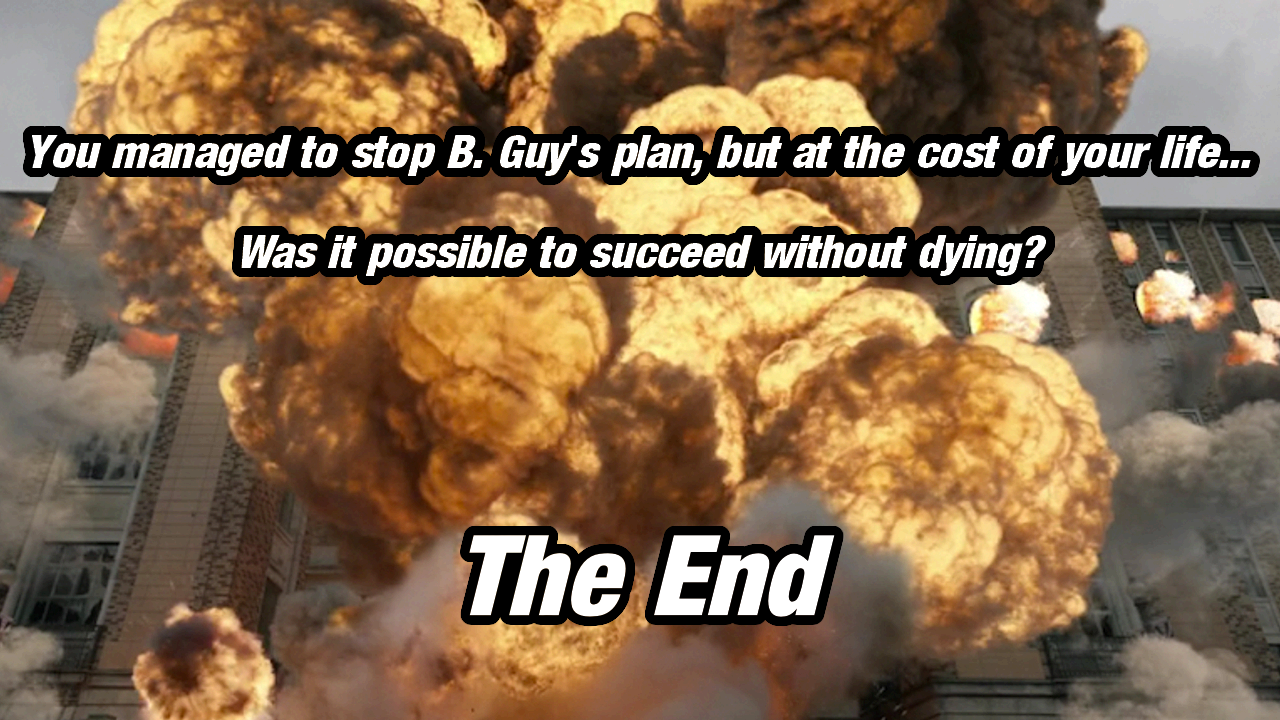 You managed to stop B. Guy's plan, but at the cost of your life...
Was it possible to succeed without dying?
The End